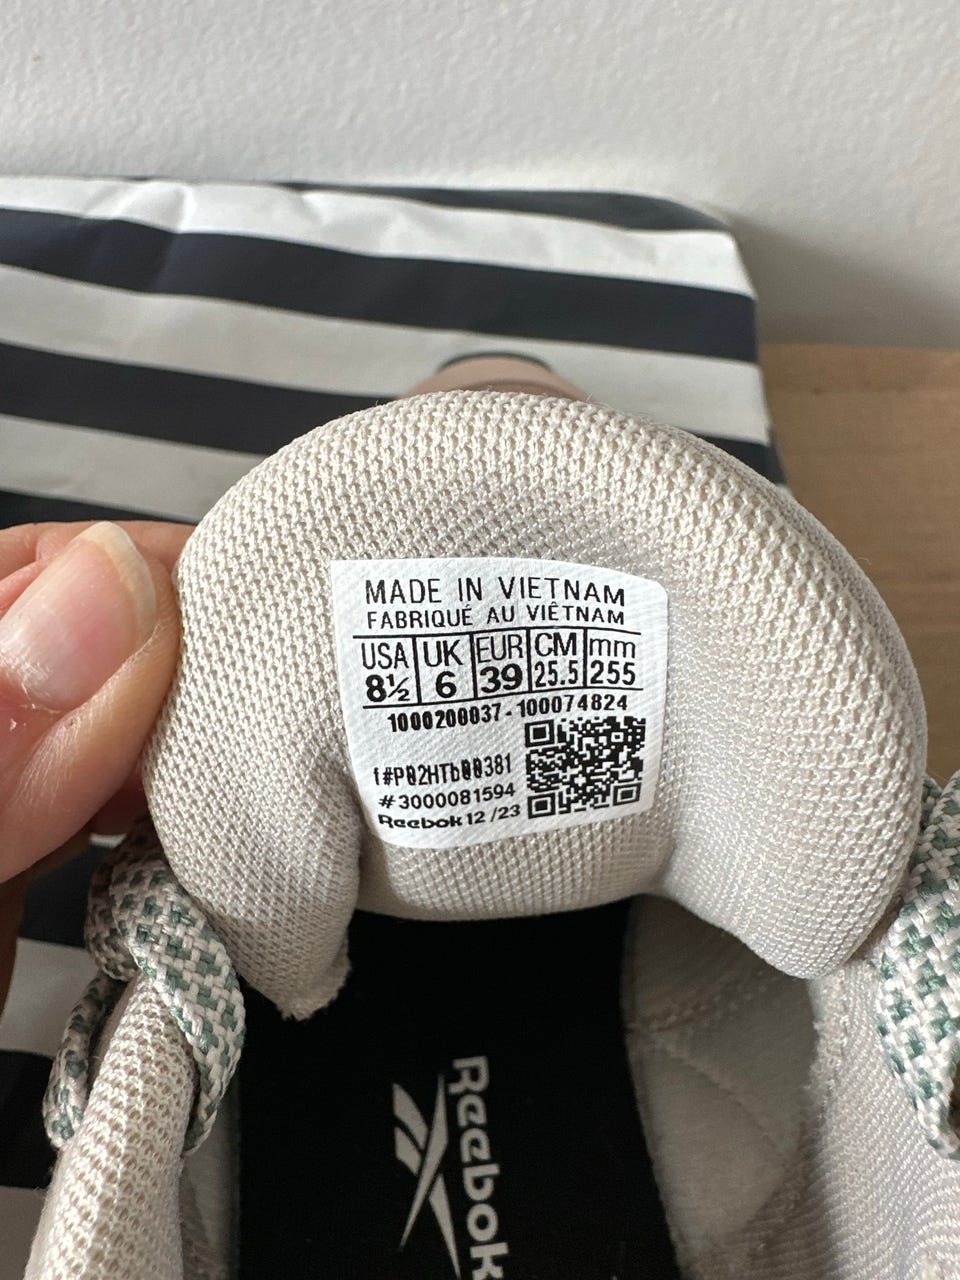 MADE IN VIETNAM
FABRIQUÉ AU VIÊTNAM
USA UK EUR CM mm
8½ 6 39 25.5 255
1000200037-100074824
f#P02HTb00381
#3000081594
Reebok 12/23
Reebok